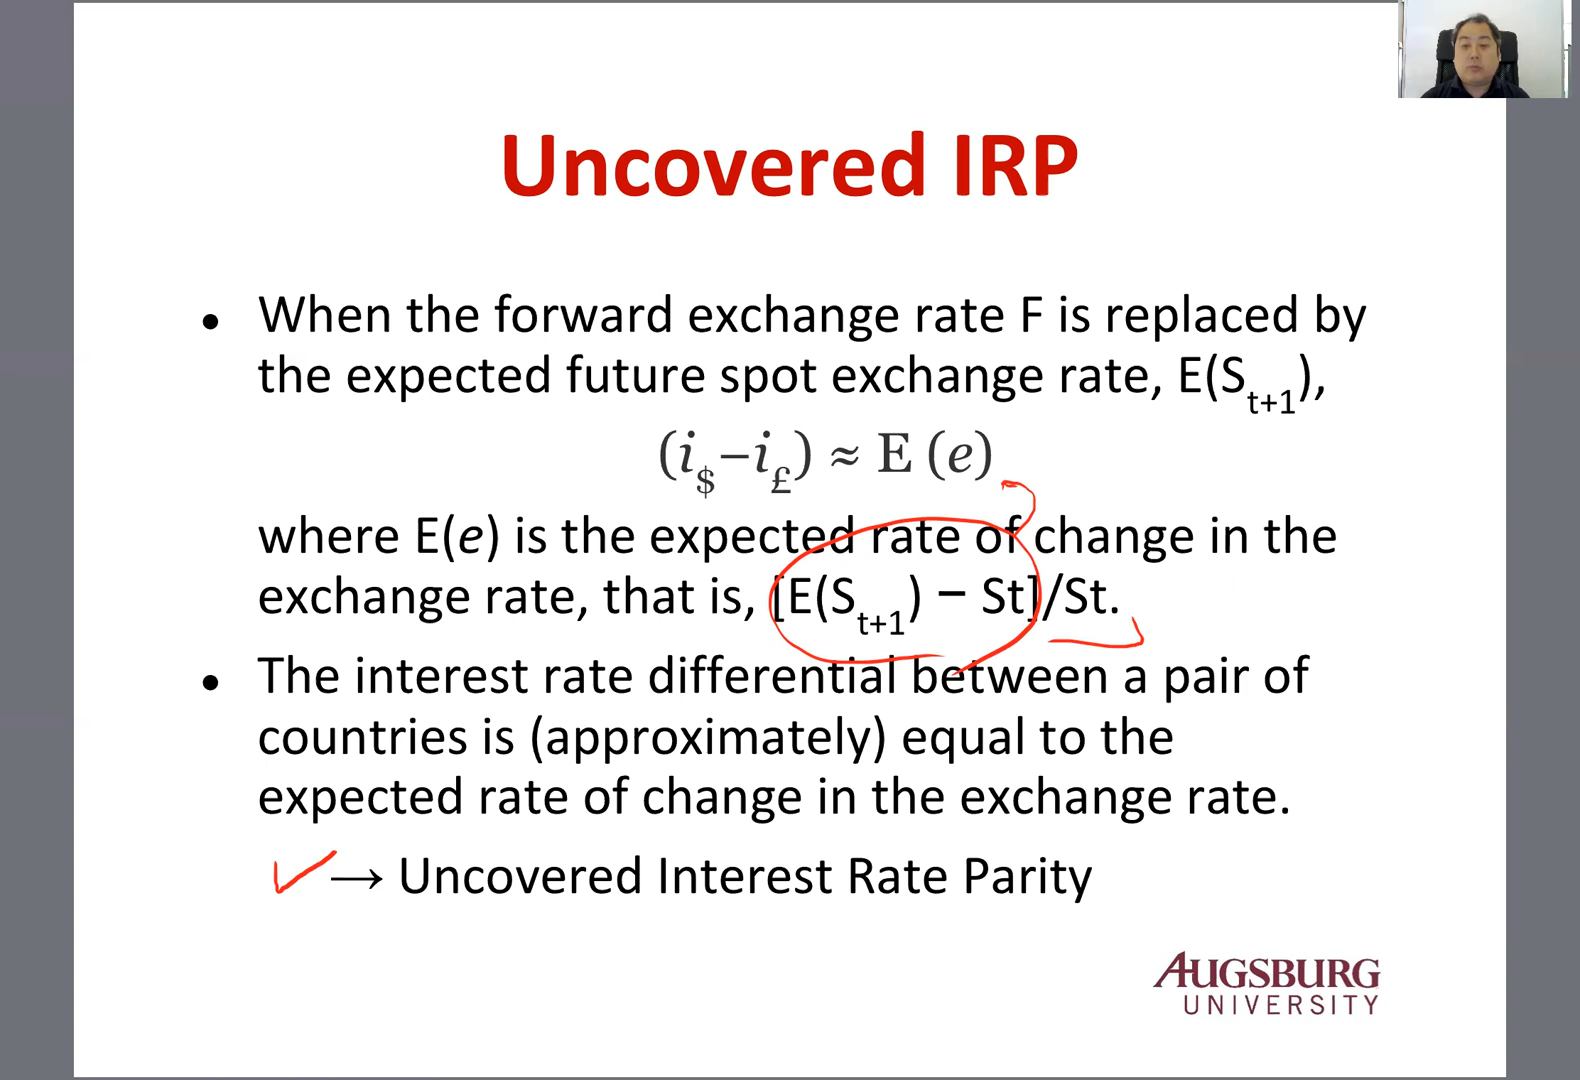 Uncovered IRP
• When the forward exchange rate F is replaced by
the expected future spot exchange rate, E(S_{t+1}),
(i_$−i_£) ≈ E (e)
where E(e) is the expected rate of change in the
exchange rate, that is, [E(S_{t+1}) − St]/St.
• The interest rate differential between a pair of
countries is (approximately) equal to the
expected rate of change in the exchange rate.
→ Uncovered Interest Rate Parity
AUGSBURG
UNIVERSITY